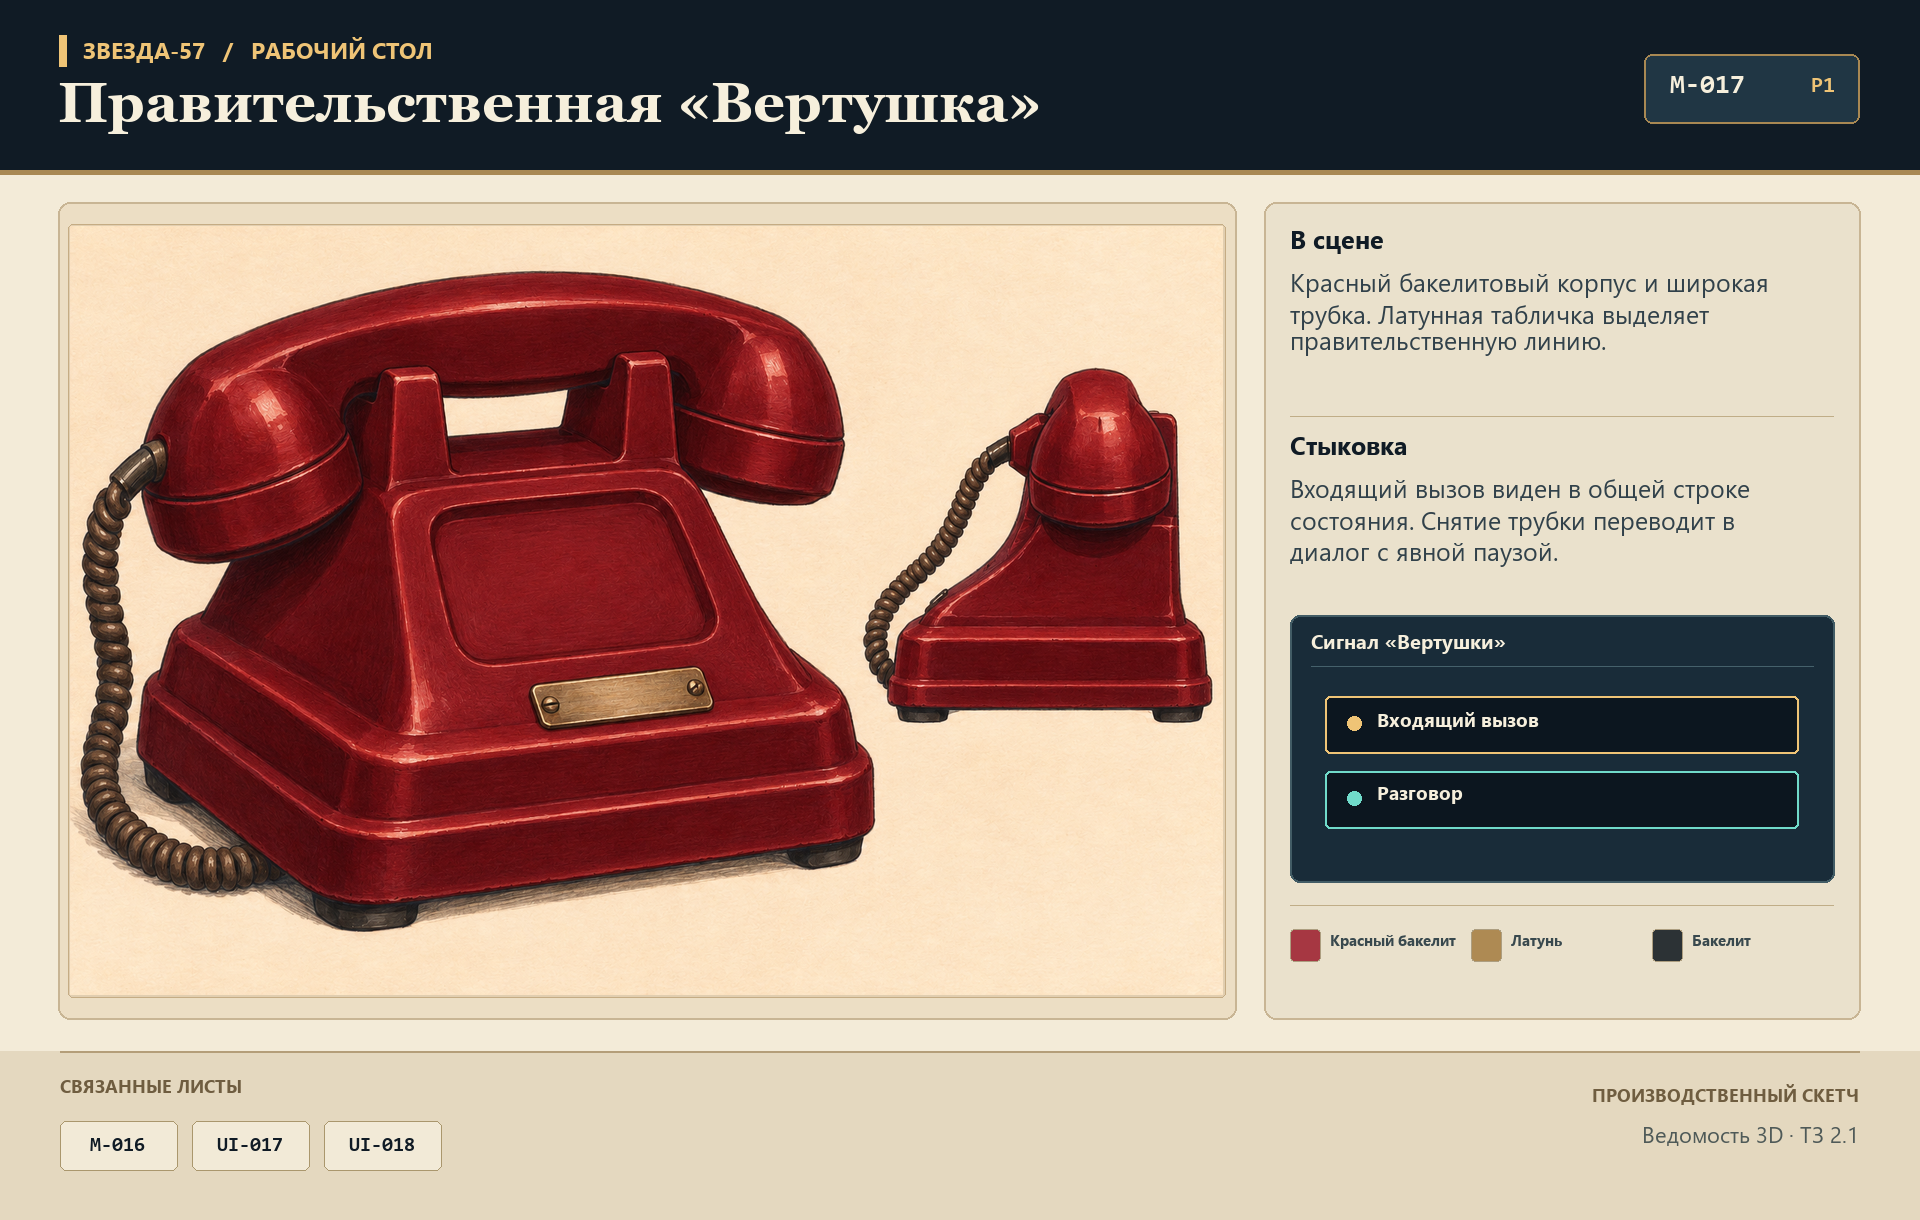 ЗВЕЗДА-57 / РАБОЧИЙ СТОЛ
Правительственная «Вертушка»
М-017 P1
В сцене
Красный бакелитовый корпус и широкая
трубка. Латунная табличка выделяет
правительственную линию.
Стыковка
Входящий вызов виден в общей строке
состояния. Снятие трубки переводит в
диалог с явной паузой.
Сигнал «Вертушки»
Входящий вызов
Разговор
Красный бакелит
Латунь
Бакелит
СВЯЗАННЫЕ ЛИСТЫ
М-016
UI-017
UI-018
ПРОИЗВОДСТВЕННЫЙ СКЕТЧ
Ведомость 3D · ТЗ 2.1